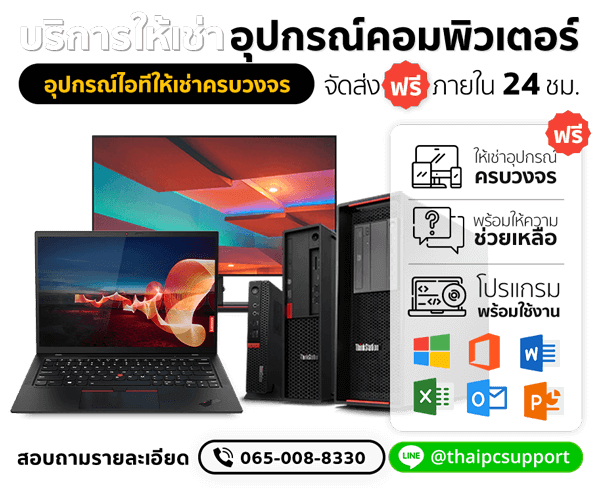 บริการให้เช่า อุปกรณ์คอมพิวเตอร์
อุปกรณ์ไอทีให้เช่าครบวงจร จัดส่ง ฟรี ภายใน 24 ชม.
ฟรี
ให้เช่าอุปกรณ์
ครบวงจร
พร้อมให้ความ
ช่วยเหลือ
โปรแกรม
พร้อมใช้งาน
Lenovo
ThinkStation
ThinkStation
W
X
O
P
สอบถามรายละเอียด 065-008-8330 LINE @thaipcsupport